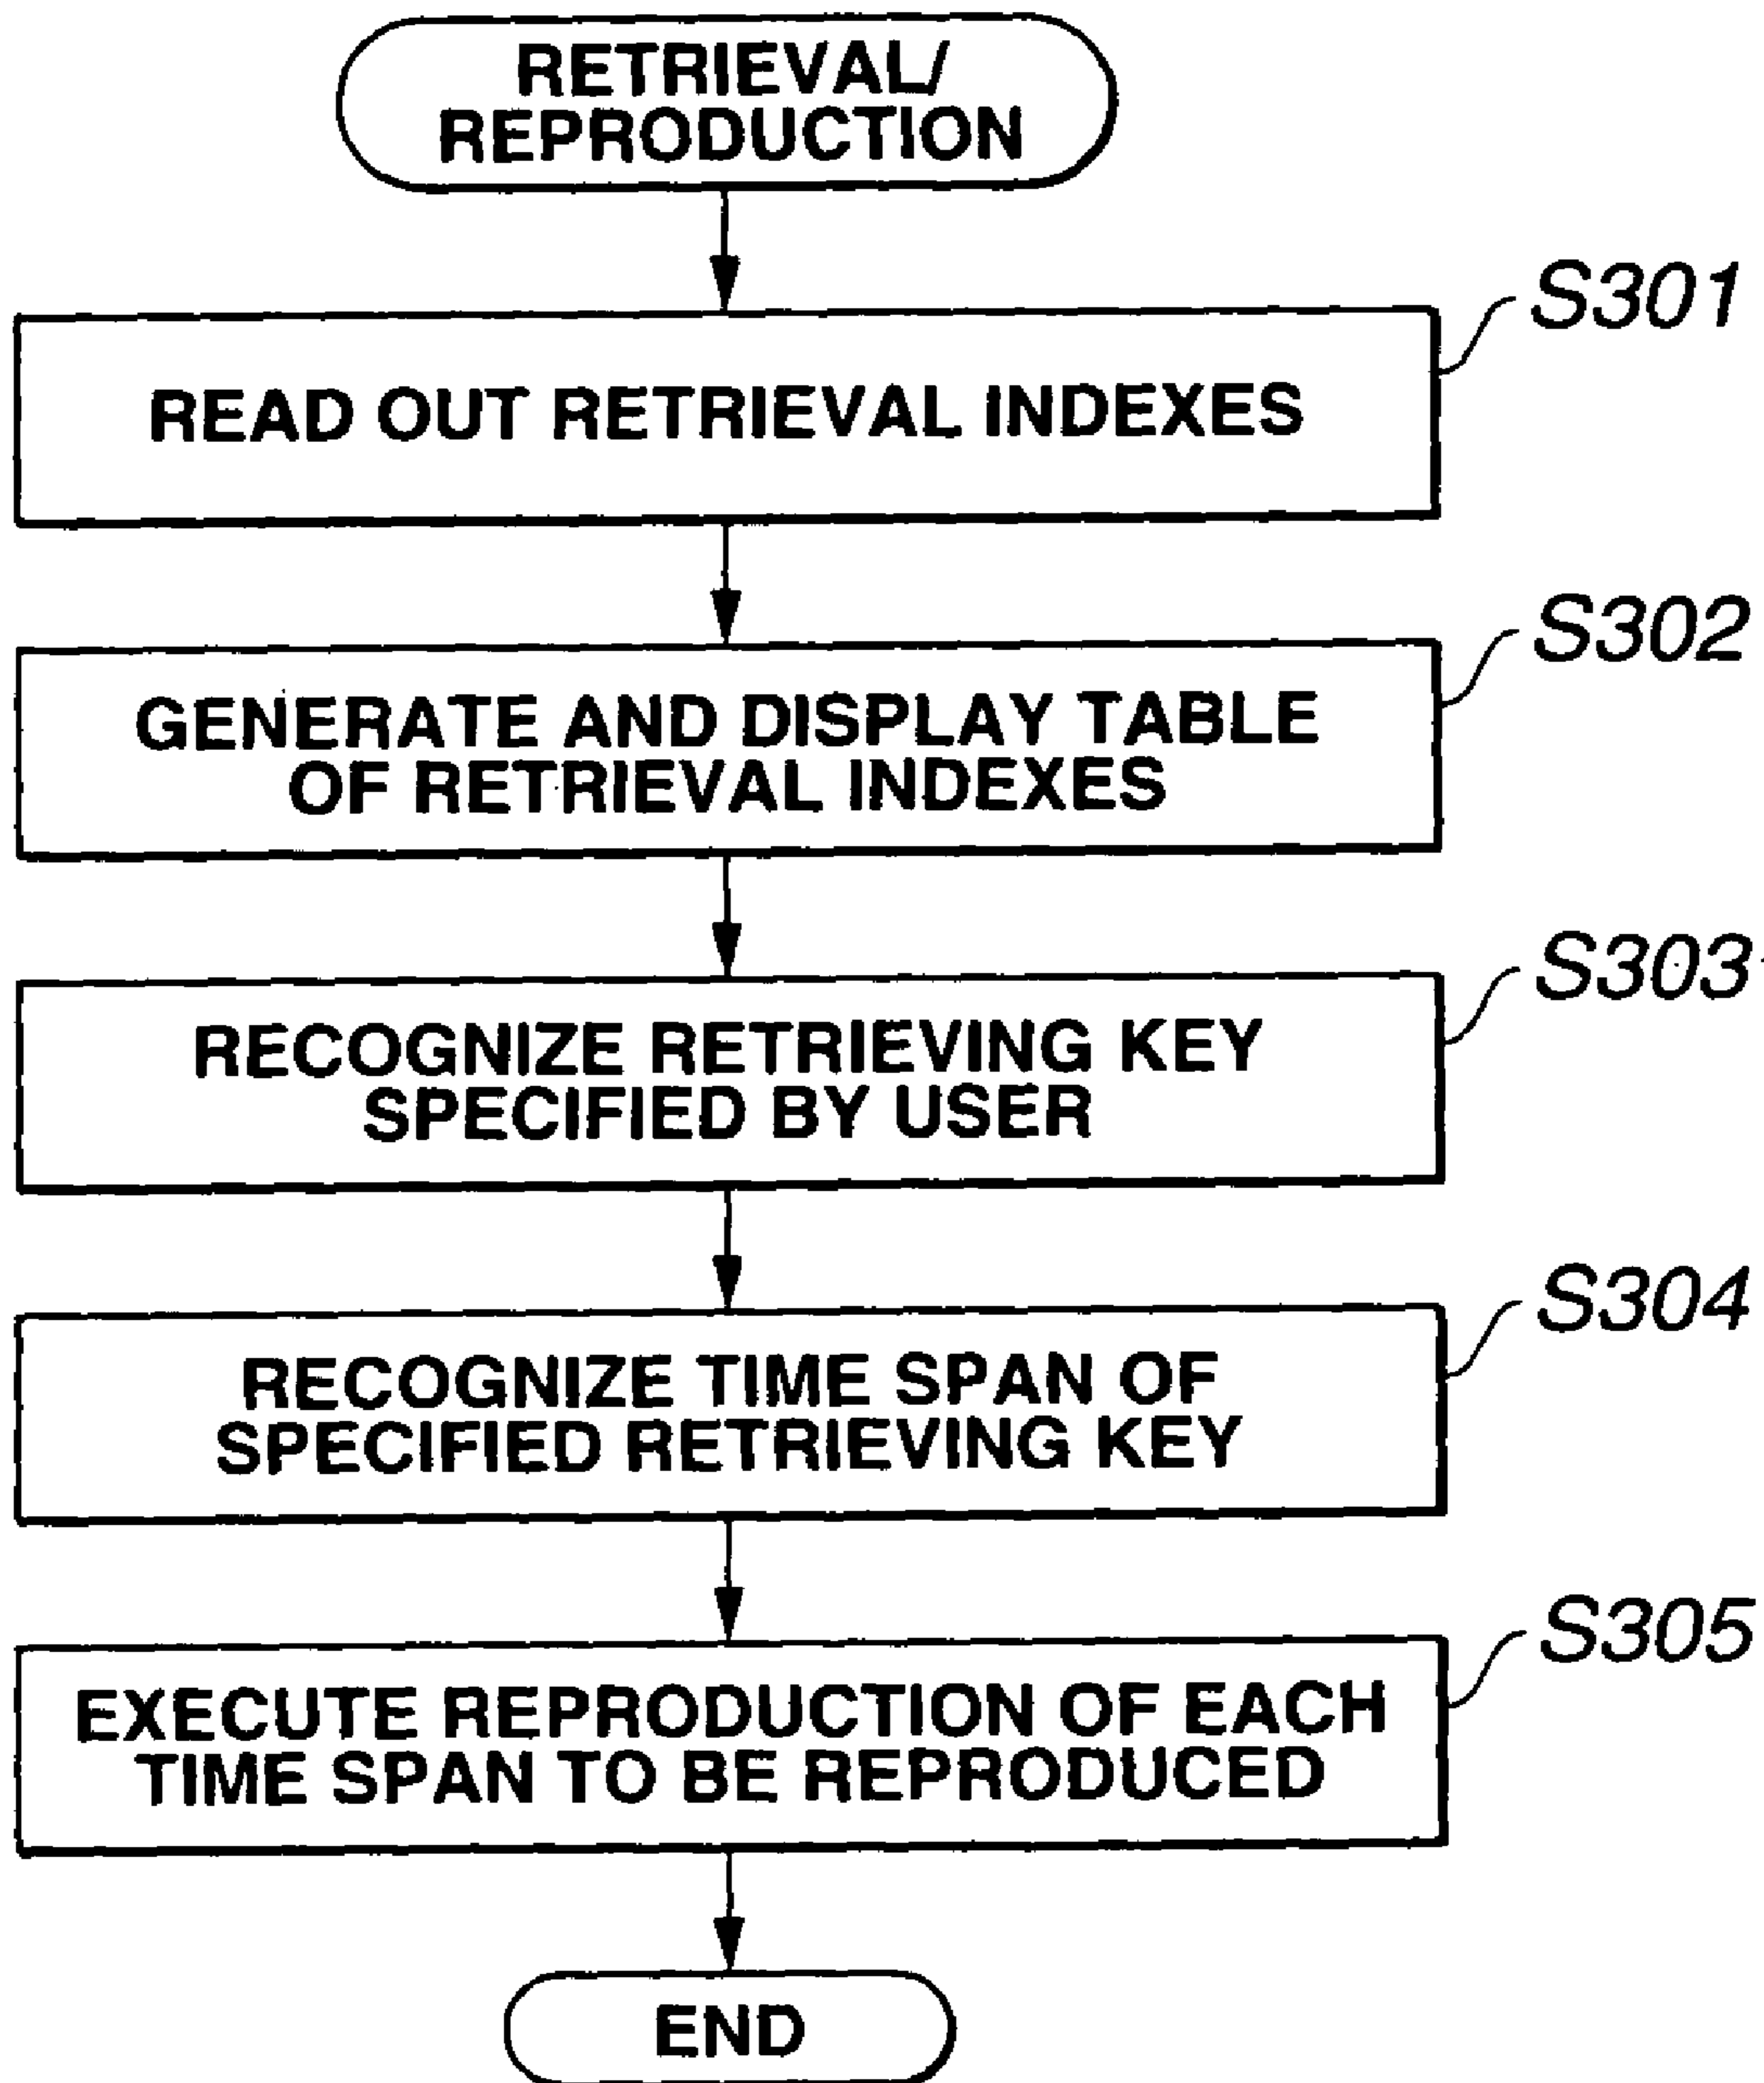 RETRIEVAL/
REPRODUCTION
S301
READ OUT RETRIEVAL INDEXES
S302
GENERATE AND DISPLAY TABLE
OF RETRIEVAL INDEXES
S303
RECOGNIZE RETRIEVING KEY
SPECIFIED BY USER
S304
RECOGNIZE TIME SPAN OF
SPECIFIED RETRIEVING KEY
S305
EXECUTE REPRODUCTION OF EACH
TIME SPAN TO BE REPRODUCED
END